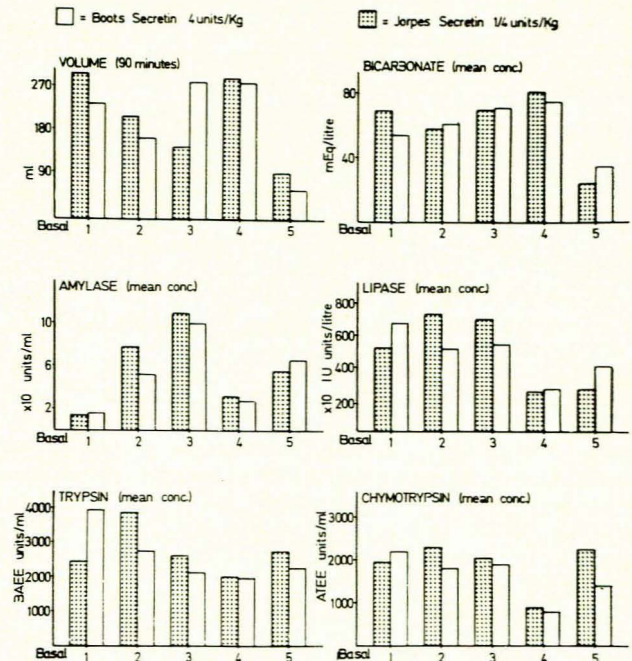 = Boots Secretin 4units/Kg
= Jorpes Secretin 1/4 units/Kg
VOLUME (90 minutes)
270
180
90
ml
Basal 1 2 3 4 5
BICARBONATE (mean conc.)
80
40
mEq/litre
Basal 1 2 3 4 5
AMYLASE (mean conc.)
10
6
2
x10 units/ml
Basal 1 2 3 4 5
LIPASE (mean conc.)
800
600
400
200
x10 IU units/litre
Basal 1 2 3 4 5
TRYPSIN (mean conc.)
4000
3000
2000
1000
BAEE units/ml
Basal 1 2 3 4 5
CHYMOTRYPSIN (mean conc.)
3000
2000
1000
ATEE units/ml
Basal 1 2 3 4 5